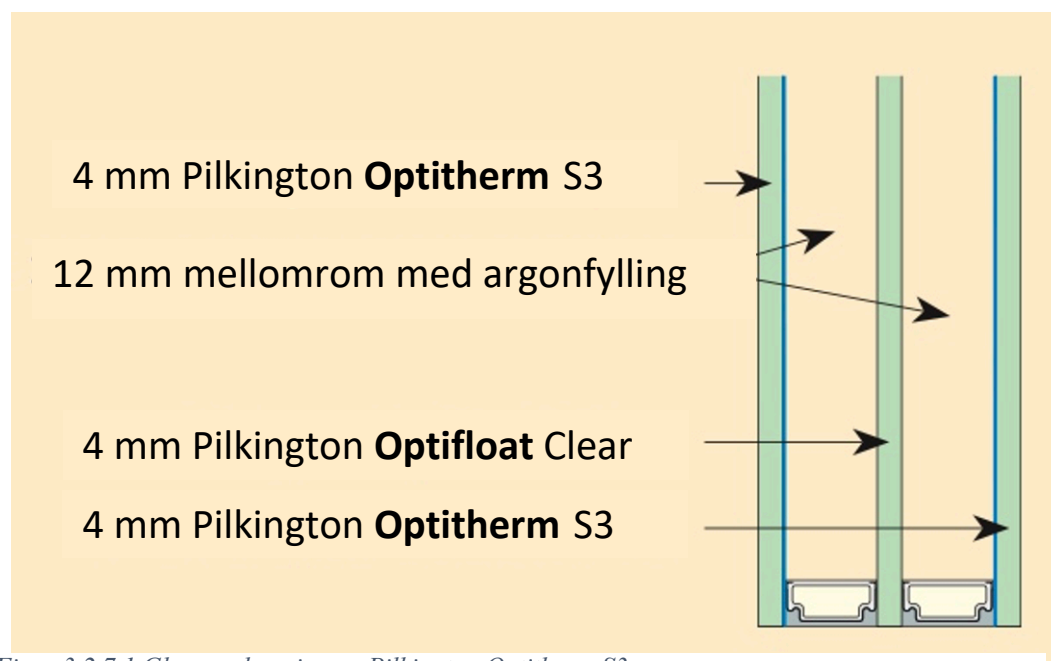 4 mm Pilkington Optitherm S3
12 mm mellomrom med argonfylling
4 mm Pilkington Optifloat Clear
4 mm Pilkington Optitherm S3